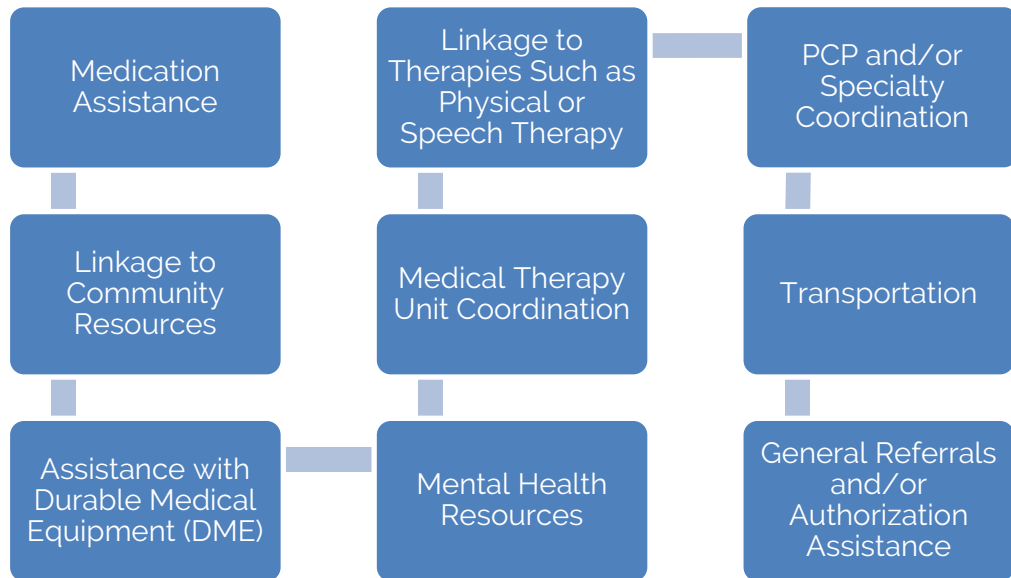 Medication
Assistance
Linkage to
Community
Resources
Assistance with
Durable Medical
Equipment (DME)
Mental Health
Resources
Medical Therapy
Unit Coordination
Linkage to
Therapies Such as
Physical or
Speech Therapy
PCP and/or
Specialty
Coordination
Transportation
General Referrals
and/or
Authorization
Assistance